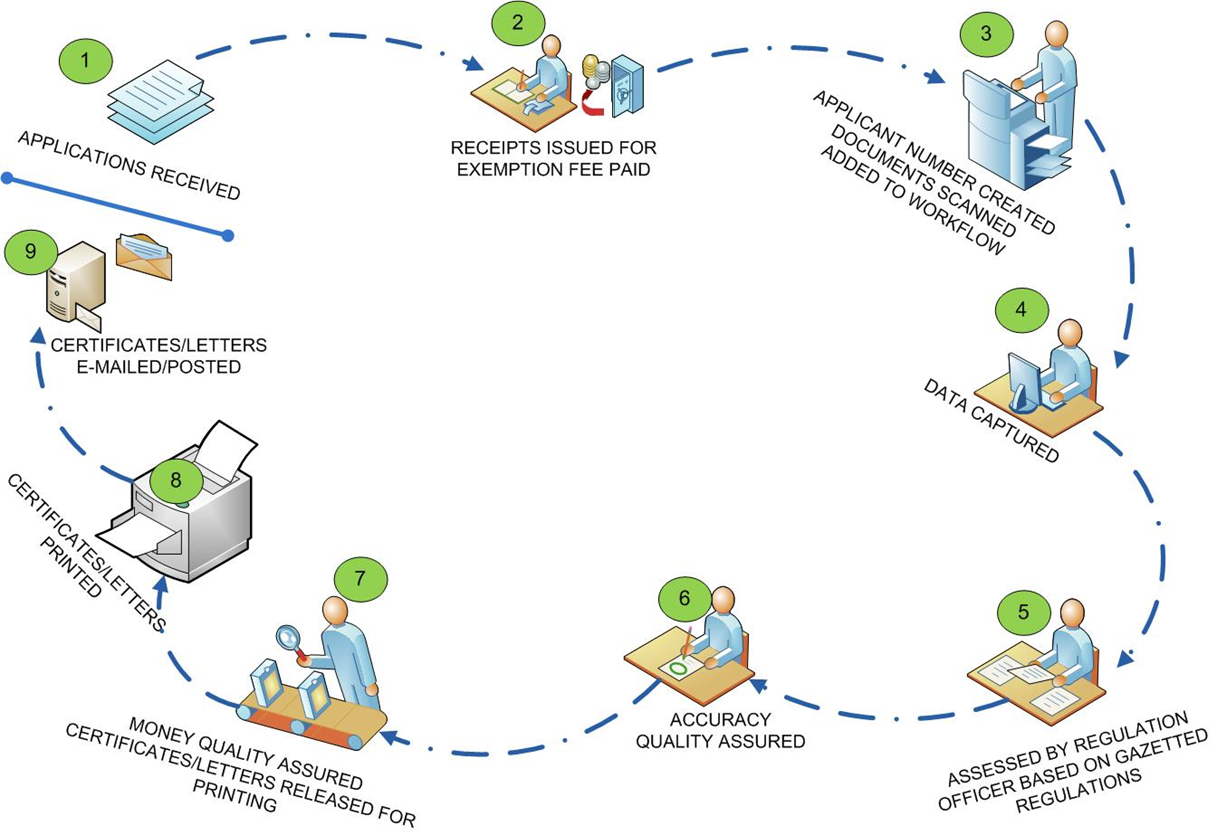 1
APPLICATIONS RECEIVED
2
RECEIPTS ISSUED FOR
EXEMPTION FEE PAID
3
APPLICANT NUMBER CREATED
DOCUMENTS SCANNED
ADDED TO WORKFLOW
4
DATA CAPTURED
5
ASSESSED BY REGULATION
OFFICER BASED ON GAZETTED
REGULATIONS
6
ACCURACY
QUALITY ASSURED
7
MONEY QUALITY ASSURED
CERTIFICATES/LETTERS RELEASED FOR
PRINTING
8
CERTIFICATES/LETTERS
PRINTED
9
CERTIFICATES/LETTERS
E-MAILED/POSTED